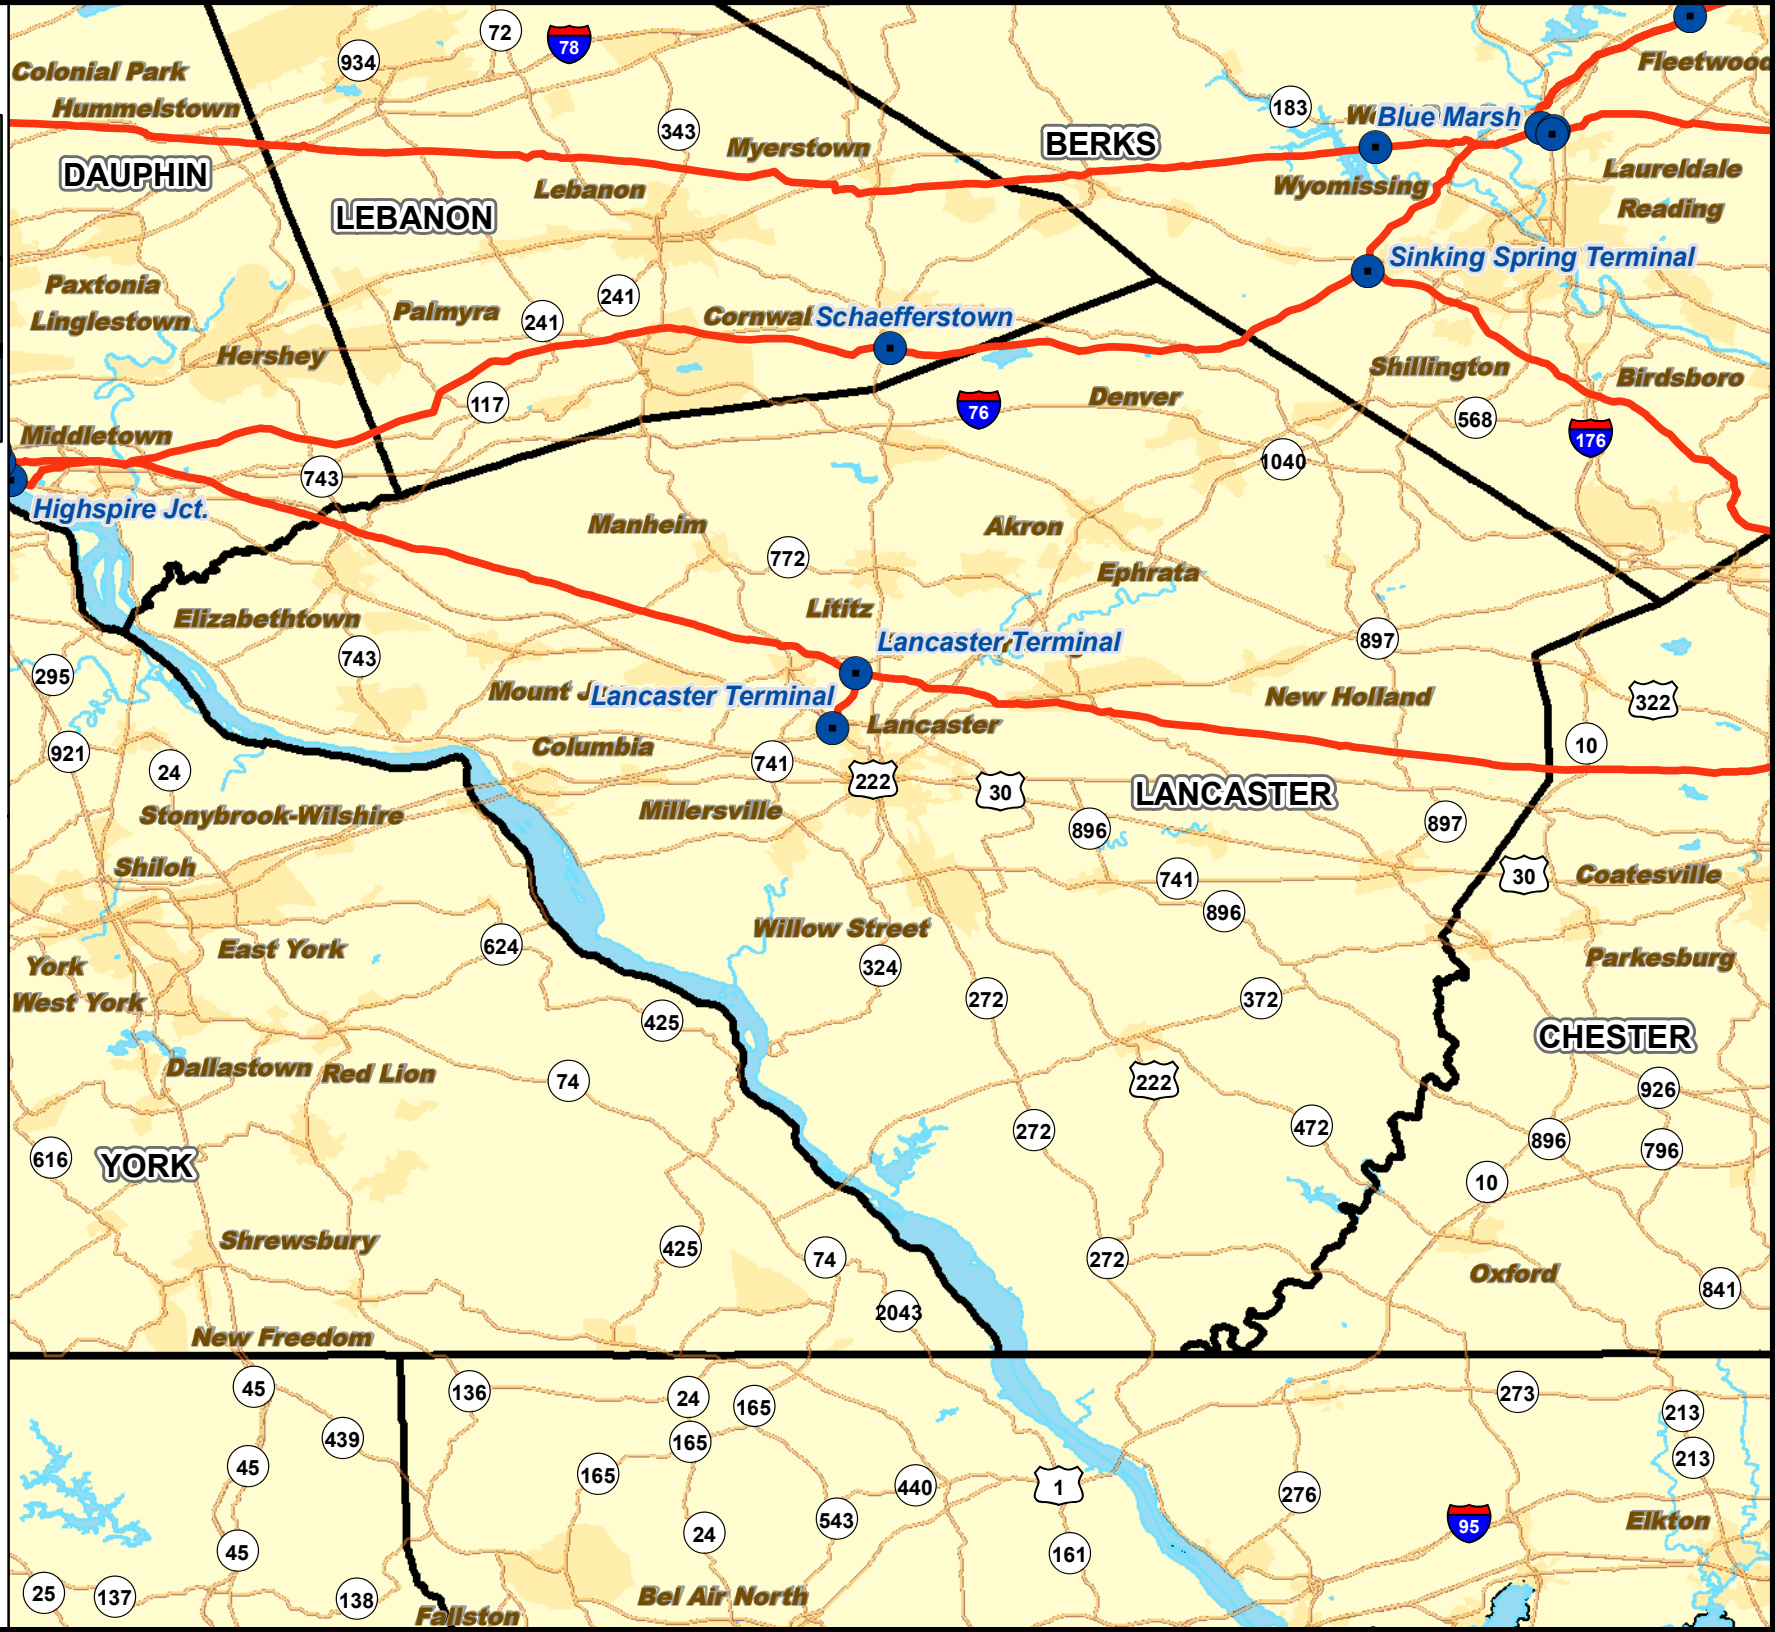 72
78
934
Colonial Park
Fleetwood
Hummelstown
183
Blue Marsh
343
Myerstown
BERKS
DAUPHIN
Laureldale
Lebanon
Wyomissing
LEBANON
Reading
Sinking Spring Terminal
Paxtonia
241
Palmyra
241
Cornwal
Schaefferstown
Linglestown
Hershey
Shillington
Birdsboro
117
76
Denver
568
176
Middletown
743
1040
Highspire Jct.
Manheim
Akron
772
Ephrata
Elizabethtown
Lititz
743
Lancaster Terminal
897
295
Mount J
Lancaster Terminal
New Holland
322
Lancaster
921
24
Columbia
741
222
30
LANCASTER
10
Stonybrook-Wilshire
Millersville
896
897
Shiloh
741
30
Coatesville
896
Willow Street
East York
624
York
324
Parkesburg
West York
272
372
425
CHESTER
Dallastown
Red Lion
74
222
926
272
472
896
796
616
YORK
10
Shrewsbury
425
74
272
Oxford
841
2043
New Freedom
45
136
24
165
273
213
439
165
45
165
440
1
276
213
24
543
95
Elkton
45
161
25
137
138
Bel Air North
Fallston